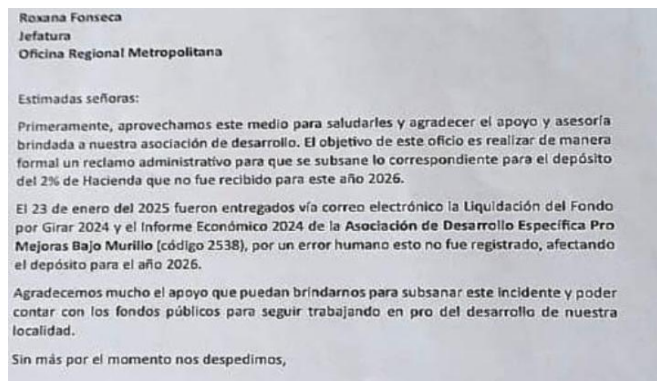 Roxana Fonseca
Jefatura
Oficina Regional Metropolitana
Estimadas señoras:
Primeramente, aprovechamos este medio para saludarles y agradecer el apoyo y asesoría
brindada a nuestra asociación de desarrollo. El objetivo de este oficio es realizar de manera
formal un reclamo administrativo para que se subsane lo correspondiente para el depósito
del 2% de Hacienda que no fue recibido para este año 2026.
El 23 de enero del 2025 fueron entregados vía correo electrónico la Liquidación del Fondo
por Girar 2024 y el Informe Económico 2024 de la Asociación de Desarrollo Específica Pro
Mejoras Bajo Murillo (código 2538), por un error humano esto no fue registrado, afectando
el depósito para el año 2026.
Agradecemos mucho el apoyo que puedan brindarnos para subsanar este incidente y poder
contar con los fondos públicos para seguir trabajando en pro del desarrollo de nuestra
localidad.
Sin más por el momento nos despedimos,